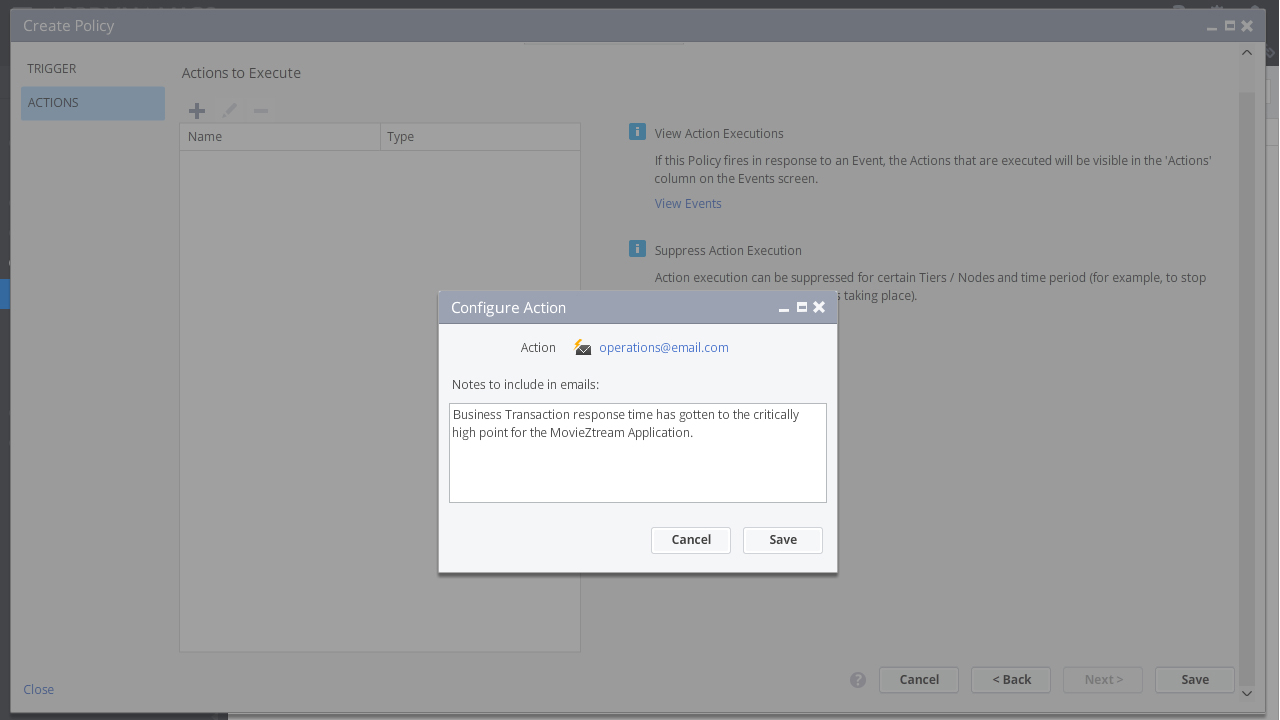 Create Policy
TRIGGER
ACTIONS
Actions to Execute
Name
Type
View Action Executions
If this Policy fires in response to an Event, the Actions that are executed will be visible in the 'Actions'
column on the Events screen.
View Events
Suppress Action Execution
Action execution can be suppressed for certain Tiers / Nodes and time period (for example, to stop
taking place).
Configure Action
Action
operations@email.com
Notes to include in emails:
Business Transaction response time has gotten to the critically
high point for the MovieZtream Application.
Cancel
Save
Close
?
Cancel
< Back
Next >
Save